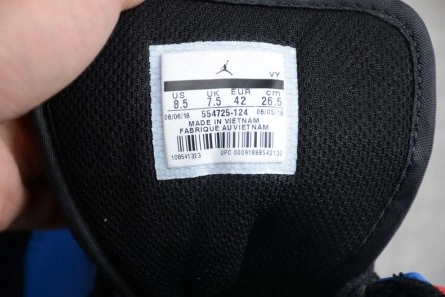 VY
US UK EUR cm
8.5 7.5 42 26.5
08/06/18 554725-124 08/03/18
MADE IN VIETNAM
FABRIQUE AU VIETNAM
108541323 UPC